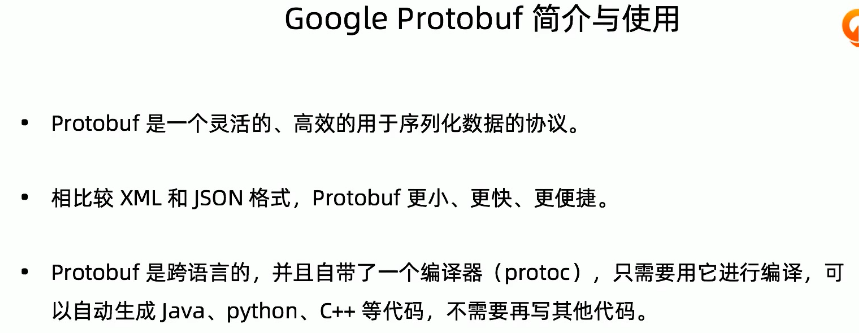 Google Protobuf 简介与使用
• Protobuf 是一个灵活的、高效的用于序列化数据的协议。
• 相比较 XML 和 JSON 格式，Protobuf 更小、更快、更便捷。
• Protobuf 是跨语言的，并且自带了一个编译器（protoc），只需要用它进行编译，可
以自动生成 Java、python、C++ 等代码，不需要再写其他代码。